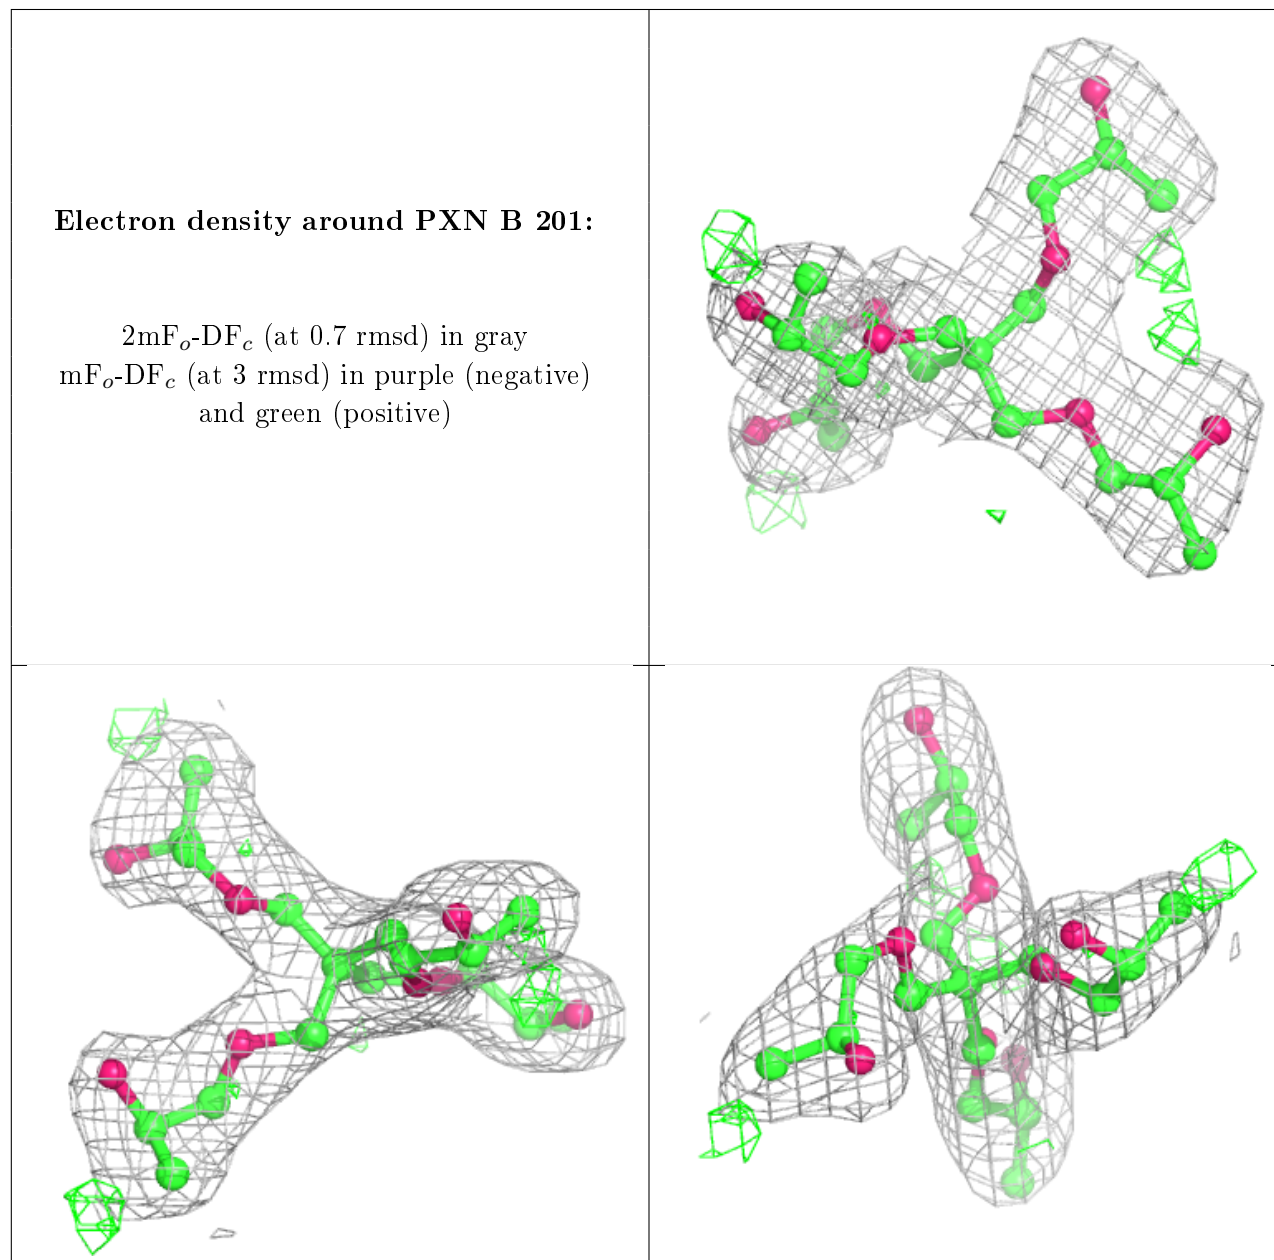 Electron density around PXN B 201:
2mFₒ-DF𝒸 (at 0.7 rmsd) in gray
mFₒ-DF𝒸 (at 3 rmsd) in purple (negative)
and green (positive)